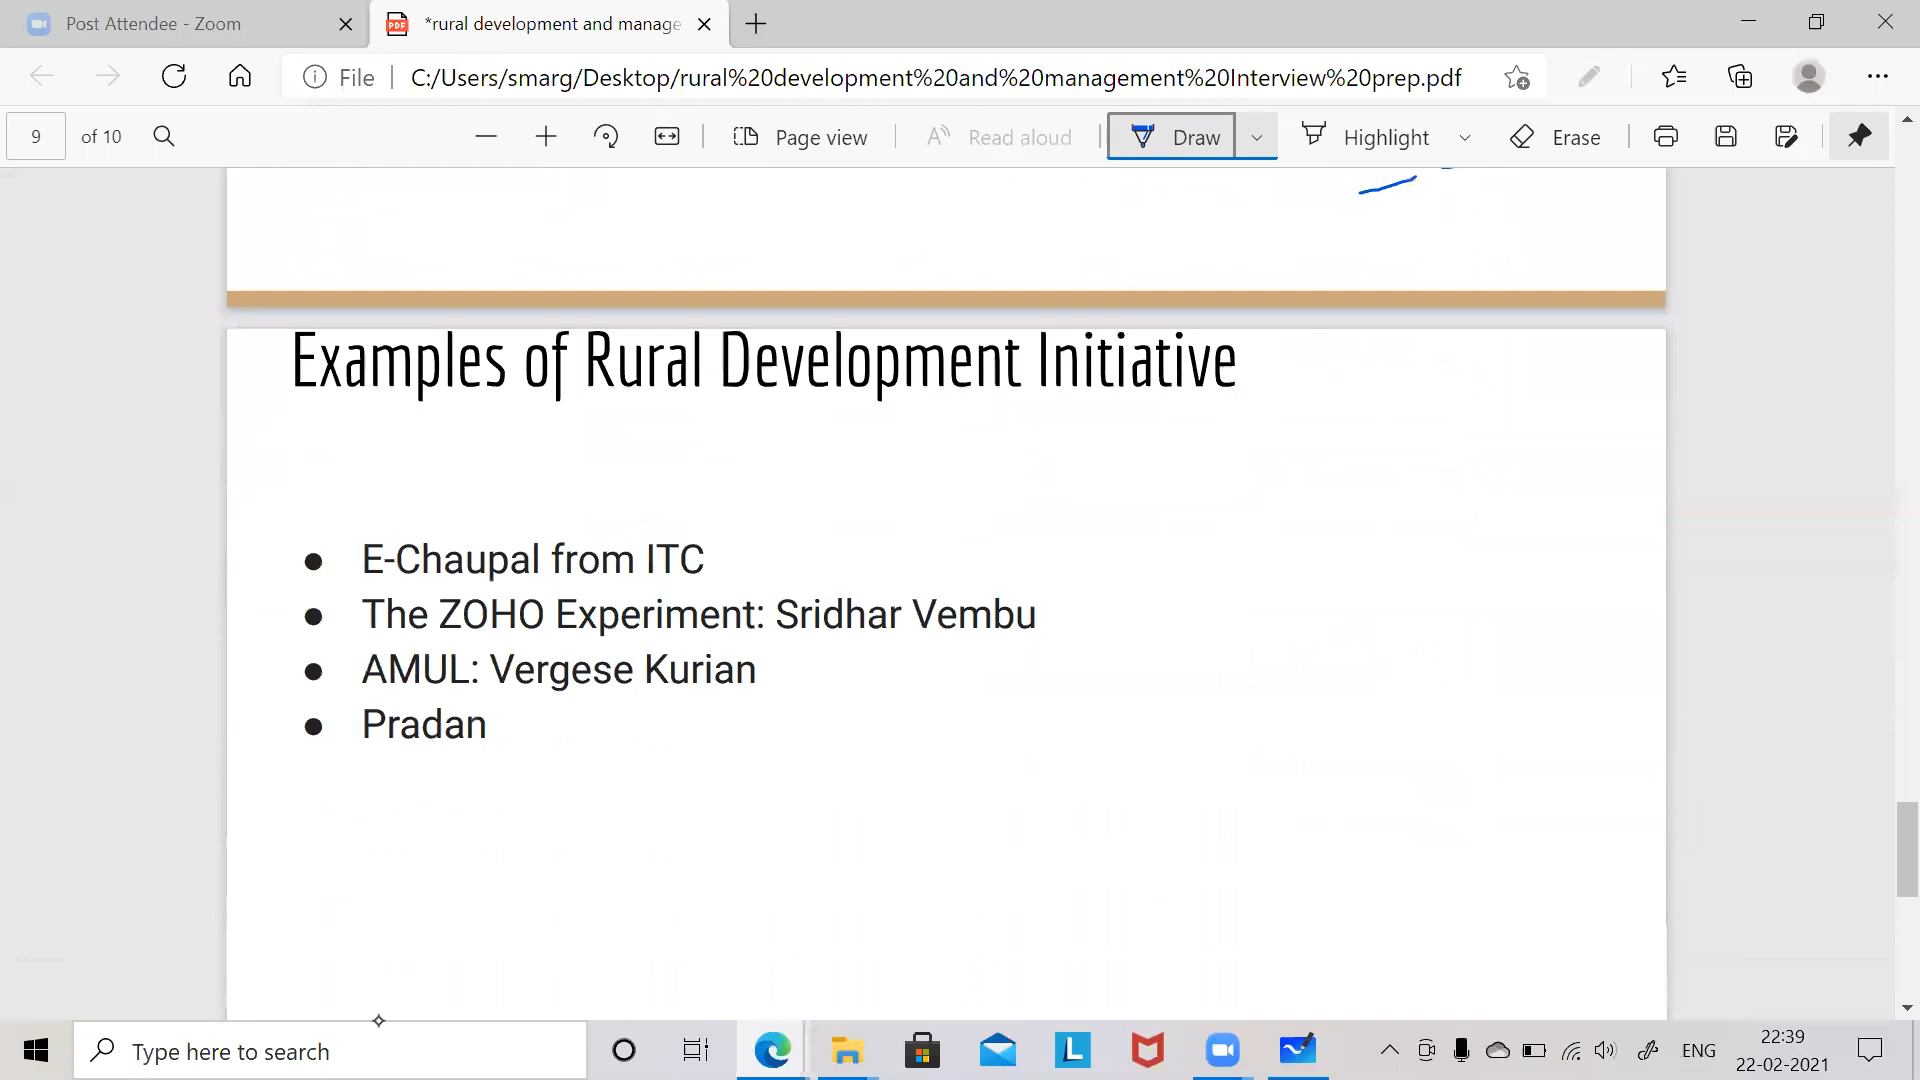 Post Attendee - Zoom
*rural development and manage
File
C:/Users/smarg/Desktop/rural%20development%20and%20management%20Interview%20prep.pdf
9 of 10
Page view
Read aloud
Draw
Highlight
Erase
Examples of Rural Development Initiative
● E-Chaupal from ITC
● The ZOHO Experiment: Sridhar Vembu
● AMUL: Vergese Kurian
● Pradan
Type here to search
ENG
22:39
22-02-2021